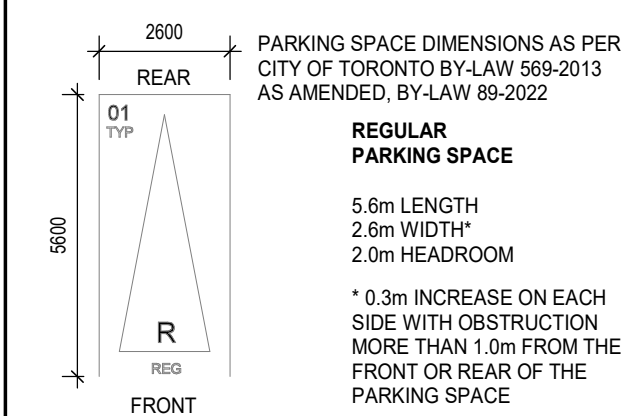 2600
PARKING SPACE DIMENSIONS AS PER
CITY OF TORONTO BY-LAW 569-2013
AS AMENDED, BY-LAW 89-2022
REAR
01
TYP
REGULAR
PARKING SPACE
5600
5.6m LENGTH
2.6m WIDTH*
2.0m HEADROOM
* 0.3m INCREASE ON EACH
SIDE WITH OBSTRUCTION
MORE THAN 1.0m FROM THE
FRONT OR REAR OF THE
PARKING SPACE
R
REG
FRONT